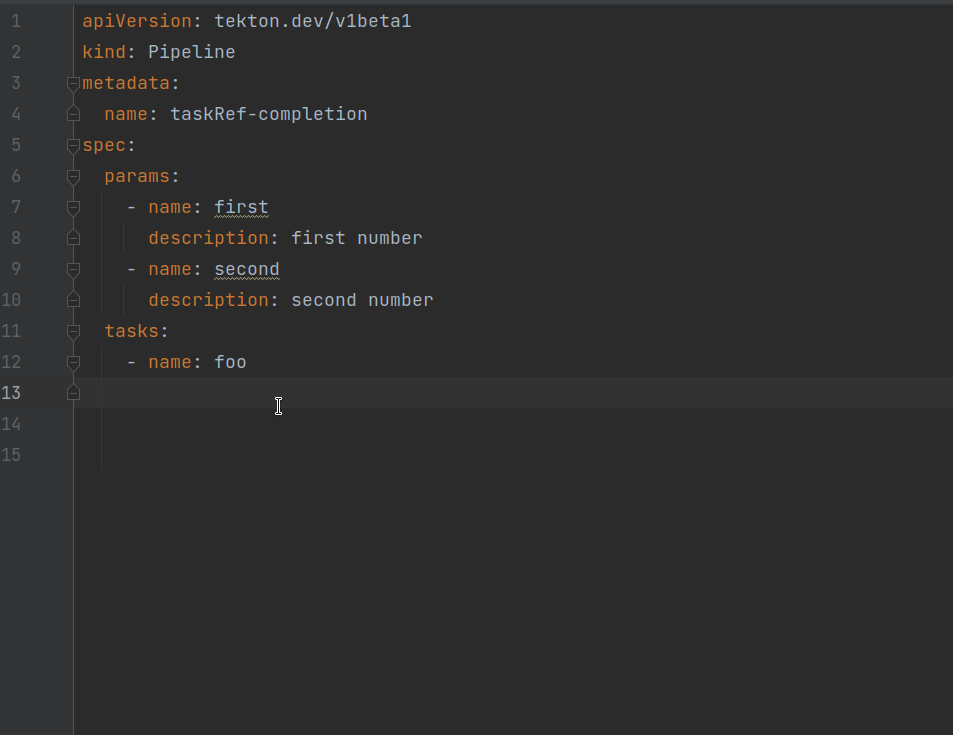 1 apiVersion: tekton.dev/v1beta1
2 kind: Pipeline
3 metadata:
4   name: taskRef-completion
5 spec:
6   params:
7     - name: first
8       description: first number
9     - name: second
10       description: second number
11   tasks:
12     - name: foo
13
14
15